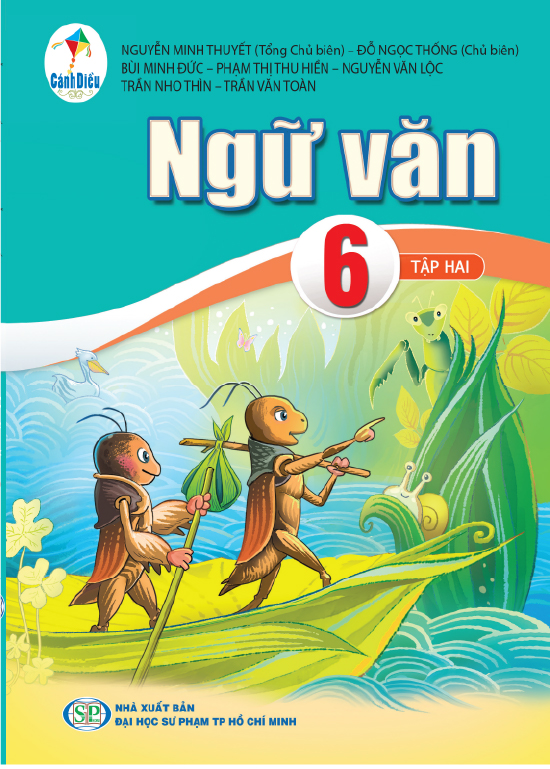 Cánh Diều
NGUYỄN MINH THUYẾT (Tổng Chủ biên) – ĐỖ NGỌC THỐNG (Chủ biên)
BÙI MINH ĐỨC – PHẠM THỊ THU HIỀN – NGUYỄN VĂN LỘC
TRẦN NHO THÌN – TRẦN VĂN TOÀN
Ngữ văn
6
TẬP HAI
SP
NHÀ XUẤT BẢN
ĐẠI HỌC SƯ PHẠM TP HỒ CHÍ MINH